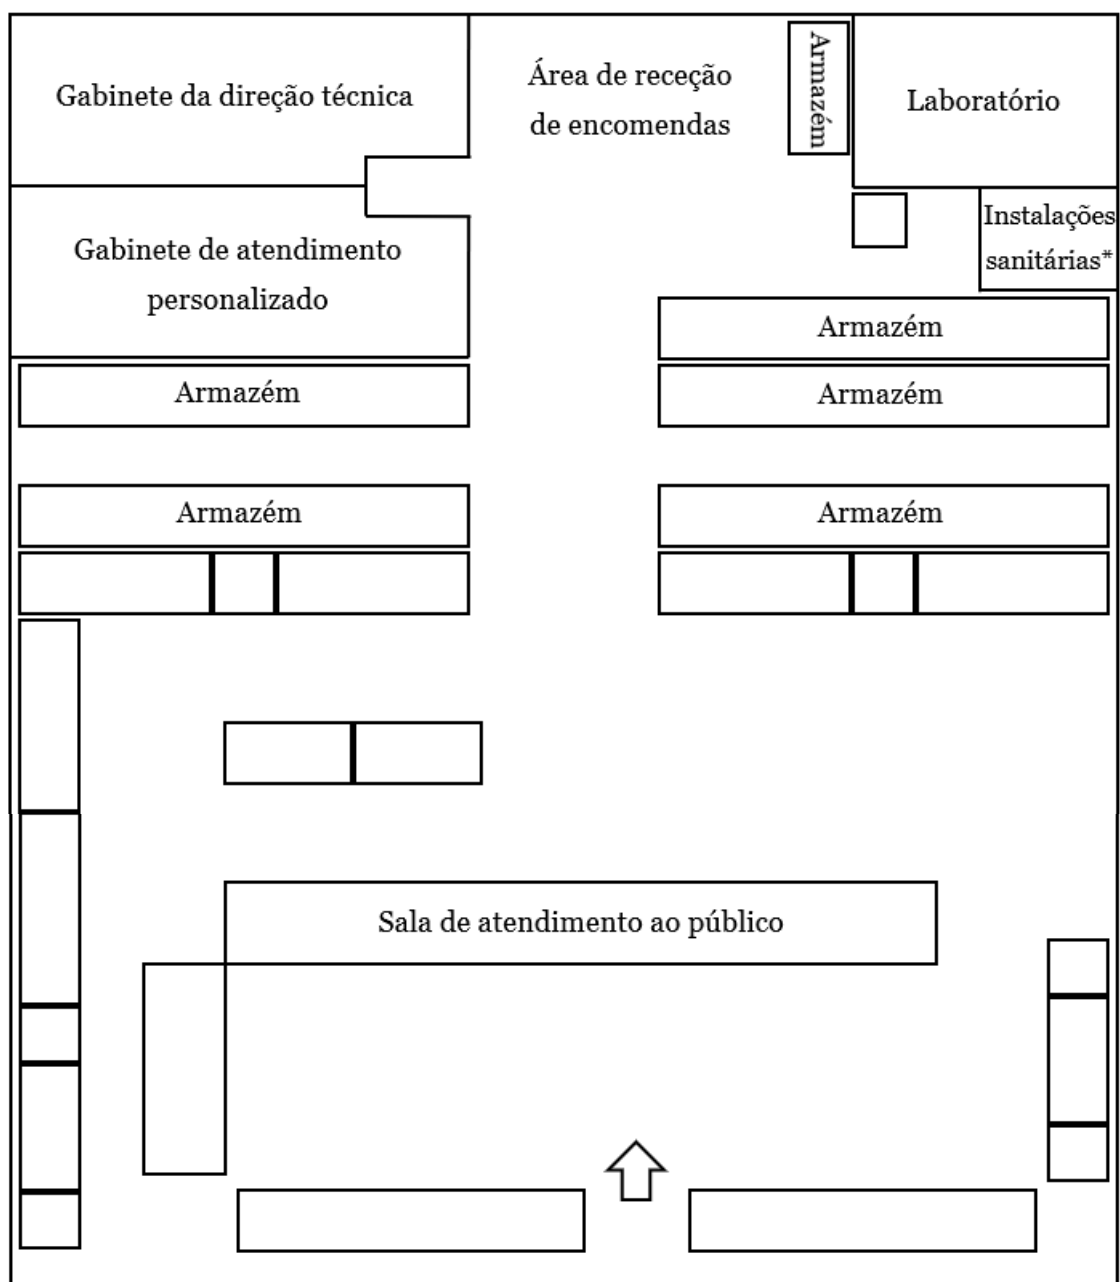 Gabinete da direção técnica
Área de receção
de encomendas
Armazém
Laboratório
Instalações
sanitárias*
Gabinete de atendimento
personalizado
Armazém
Armazém
Armazém
Armazém
Armazém
Sala de atendimento ao público